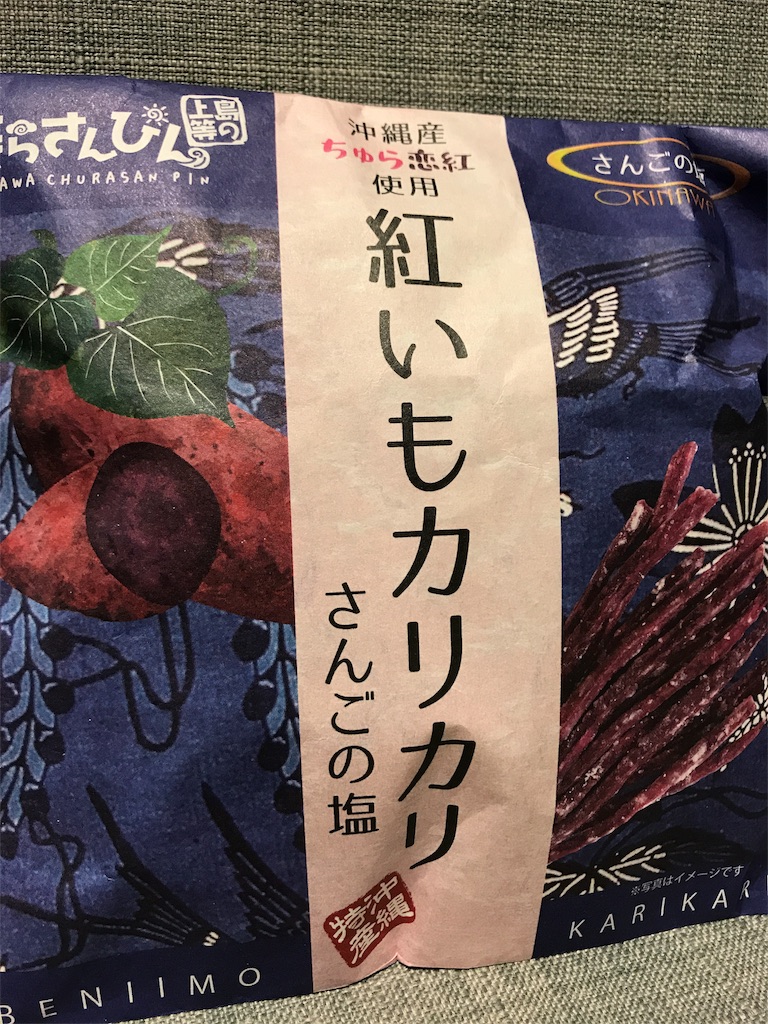 らさんぴん
島の
上等
AWA CHURASAN PIN
沖縄産
ちゅら恋紅
使用
さんごの塩
OKINAWA
紅いもカリカリ
さんごの塩
沖縄
特産
※写真はイメージです
BENIIMO
KARIKARI